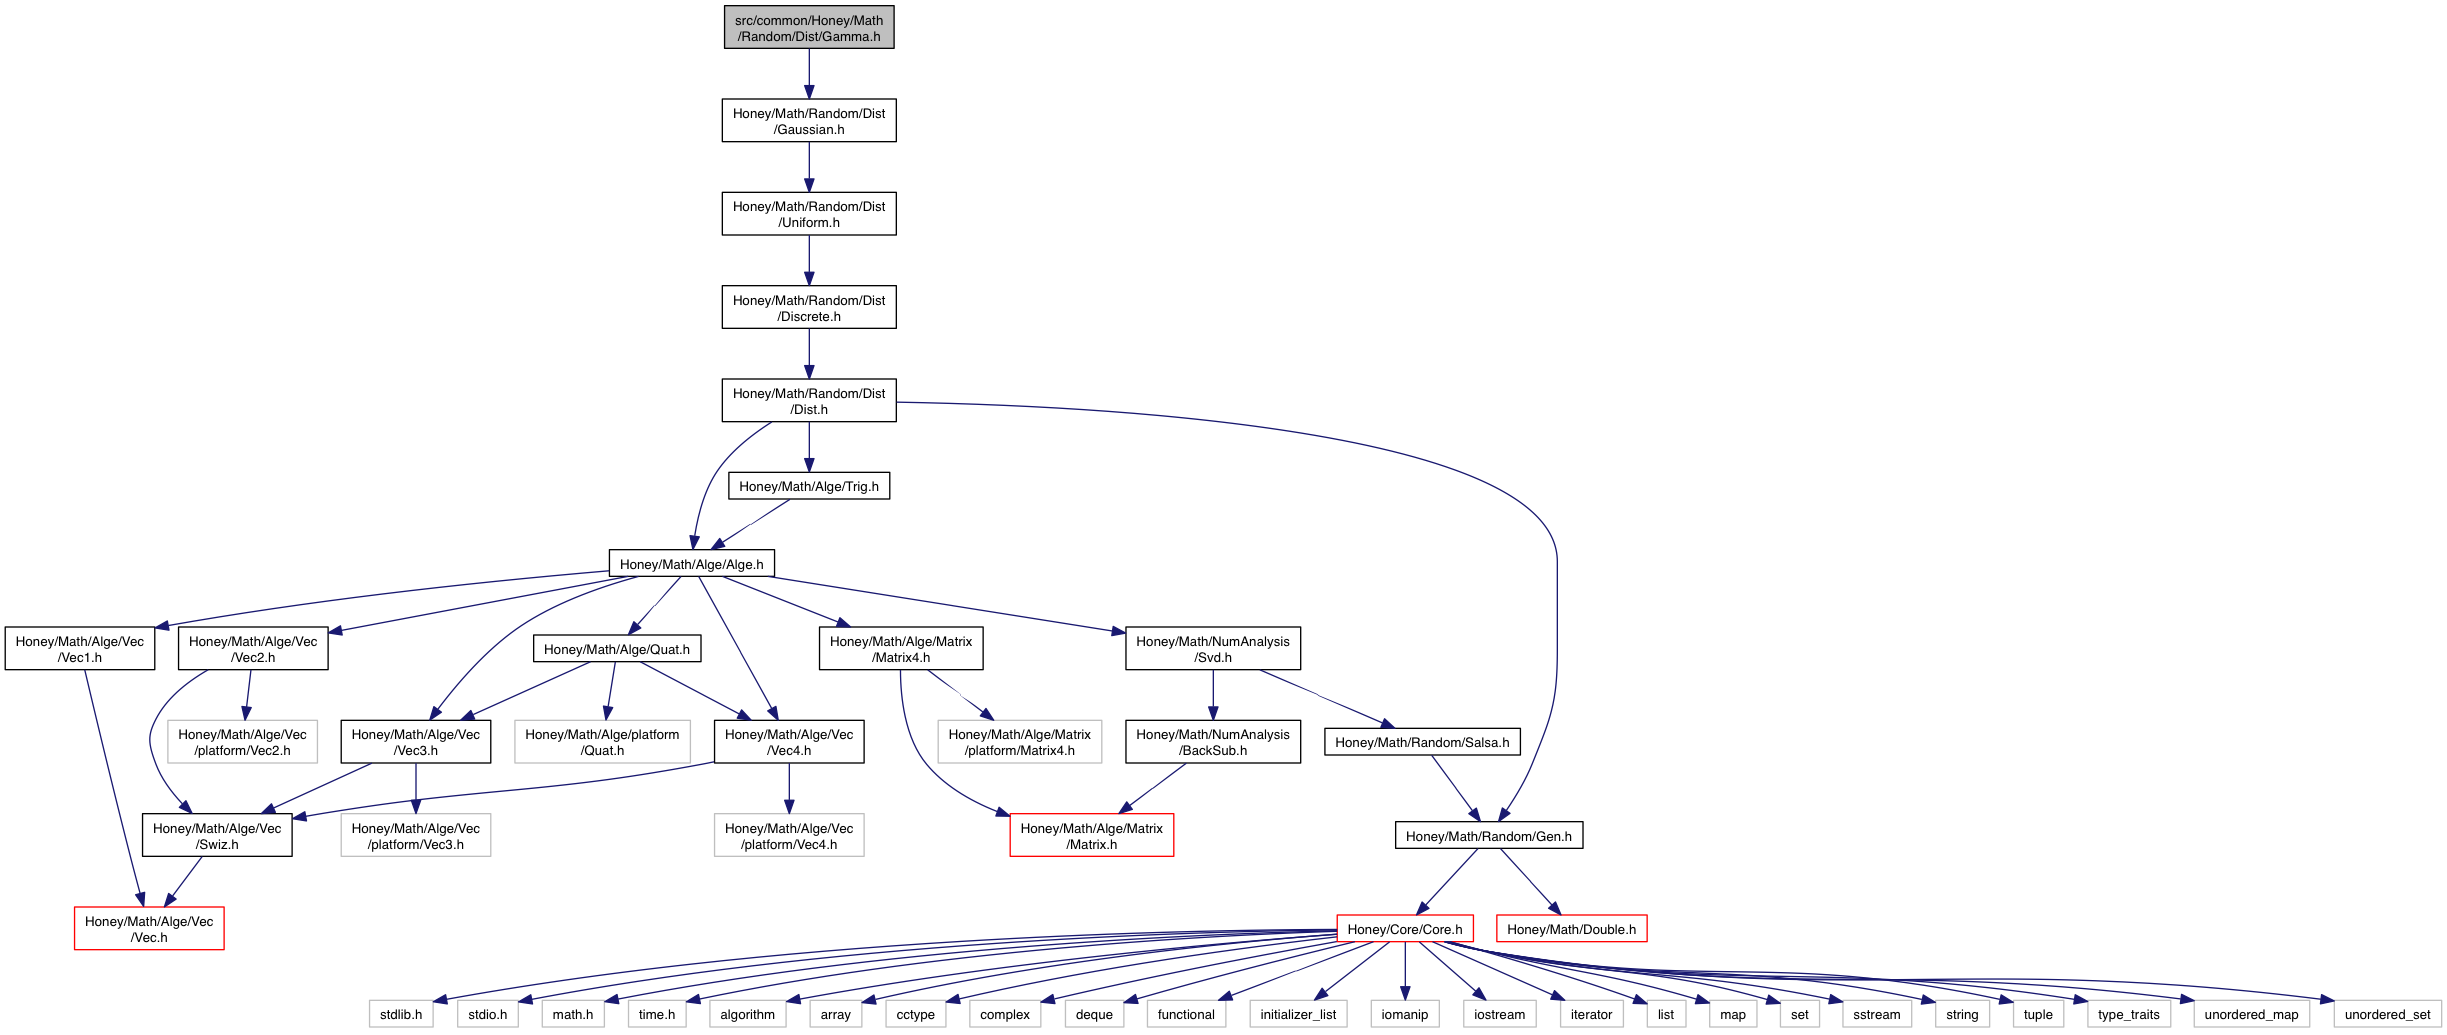 src/common/Honey/Math
/Random/Dist/Gamma.h
Honey/Math/Random/Dist
/Gaussian.h
Honey/Math/Random/Dist
/Uniform.h
Honey/Math/Random/Dist
/Discrete.h
Honey/Math/Random/Dist
/Dist.h
Honey/Math/Alge/Trig.h
Honey/Math/Alge/Alge.h
Honey/Math/Alge/Vec
/Vec1.h
Honey/Math/Alge/Vec
/Vec2.h
Honey/Math/Alge/Quat.h
Honey/Math/Alge/Matrix
/Matrix4.h
Honey/Math/NumAnalysis
/Svd.h
Honey/Math/Alge/Vec
/platform/Vec2.h
Honey/Math/Alge/Vec
/Vec3.h
Honey/Math/Alge/platform
/Quat.h
Honey/Math/Alge/Vec
/Vec4.h
Honey/Math/Alge/Matrix
/platform/Matrix4.h
Honey/Math/NumAnalysis
/BackSub.h
Honey/Math/Random/Salsa.h
Honey/Math/Alge/Vec
/Swiz.h
Honey/Math/Alge/Vec
/platform/Vec3.h
Honey/Math/Alge/Vec
/platform/Vec4.h
Honey/Math/Alge/Matrix
/Matrix.h
Honey/Math/Random/Gen.h
Honey/Math/Alge/Vec
/Vec.h
Honey/Core/Core.h
Honey/Math/Double.h
stdlib.h
stdio.h
math.h
time.h
algorithm
array
cctype
complex
deque
functional
initializer_list
iomanip
iostream
iterator
list
map
set
sstream
string
tuple
type_traits
unordered_map
unordered_set